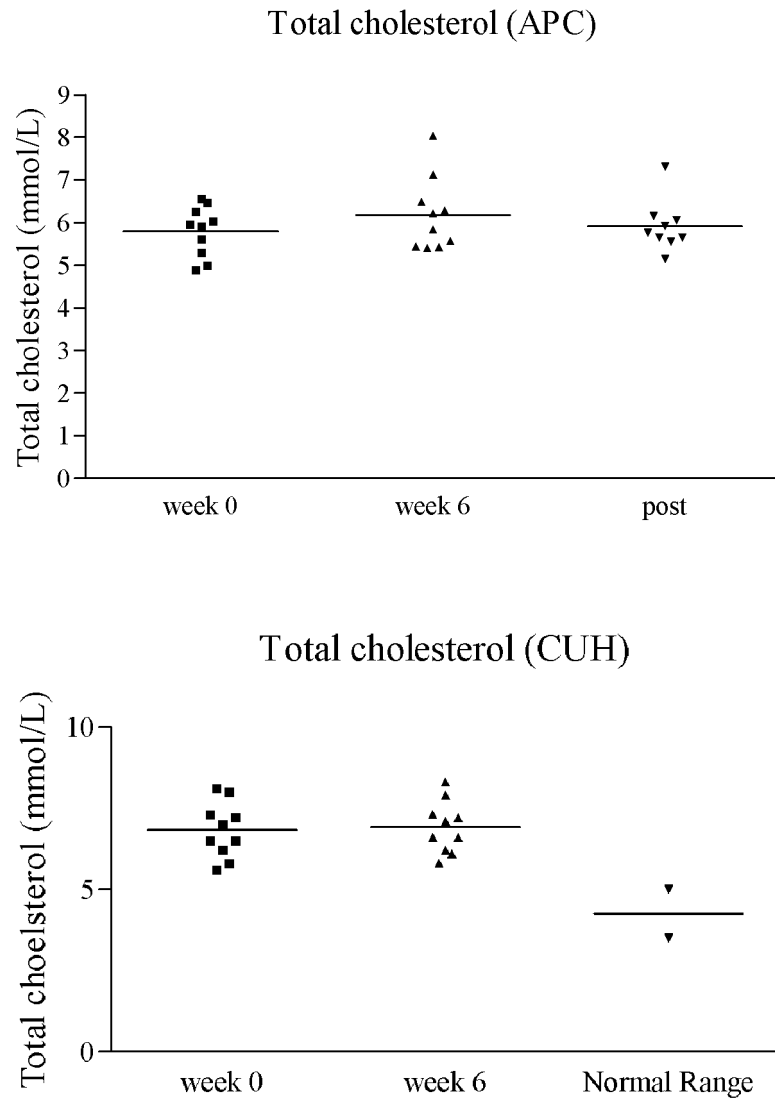 Total cholesterol (APC)
Total cholesterol (mmol/L)
9
8
7
6
5
4
3
2
1
0
week 0 week 6 post
Total cholesterol (CUH)
Total choelsterol (mmol/L)
10
5
0
week 0 week 6 Normal Range